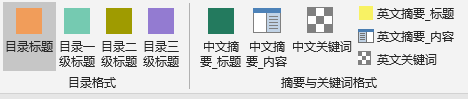 目录标题
目录一
级标题
目录二
级标题
目录三
级标题
目录格式
中文摘
要_标题
中文摘
要_内容
中文关键词
英文摘要_标题
英文摘要_内容
英文关键词
摘要与关键词格式